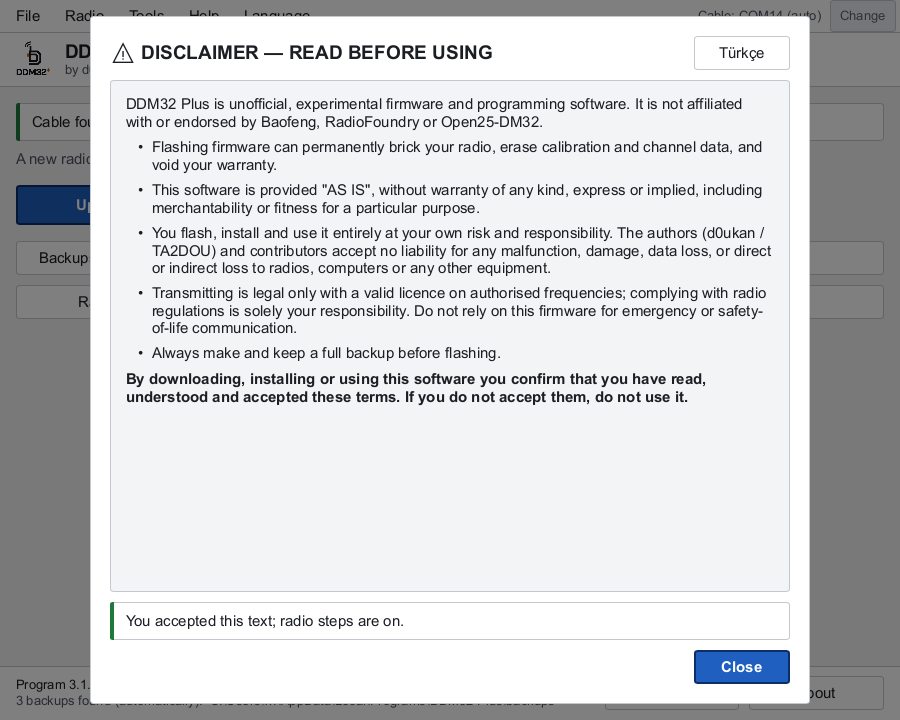 File Radio Tools Help Language Cable: COM14 (auto) Change
DDM32
by
⚠ DISCLAIMER — READ BEFORE USING
Türkçe
DDM32 Plus is unofficial, experimental firmware and programming software. It is not affiliated
with or endorsed by Baofeng, RadioFoundry or Open25-DM32.
• Flashing firmware can permanently brick your radio, erase calibration and channel data, and
void your warranty.
• This software is provided "AS IS", without warranty of any kind, express or implied, including
merchantability or fitness for a particular purpose.
• You flash, install and use it entirely at your own risk and responsibility. The authors (d0ukan /
TA2DOU) and contributors accept no liability for any malfunction, damage, data loss, or direct
or indirect loss to radios, computers or any other equipment.
• Transmitting is legal only with a valid licence on authorised frequencies; complying with radio
regulations is solely your responsibility. Do not rely on this firmware for emergency or safety-
of-life communication.
• Always make and keep a full backup before flashing.
By downloading, installing or using this software you confirm that you have read,
understood and accepted these terms. If you do not accept them, do not use it.
Cable
A new
Backup
You accepted this text; radio steps are on.
Close
Program 3.1.
3 backups